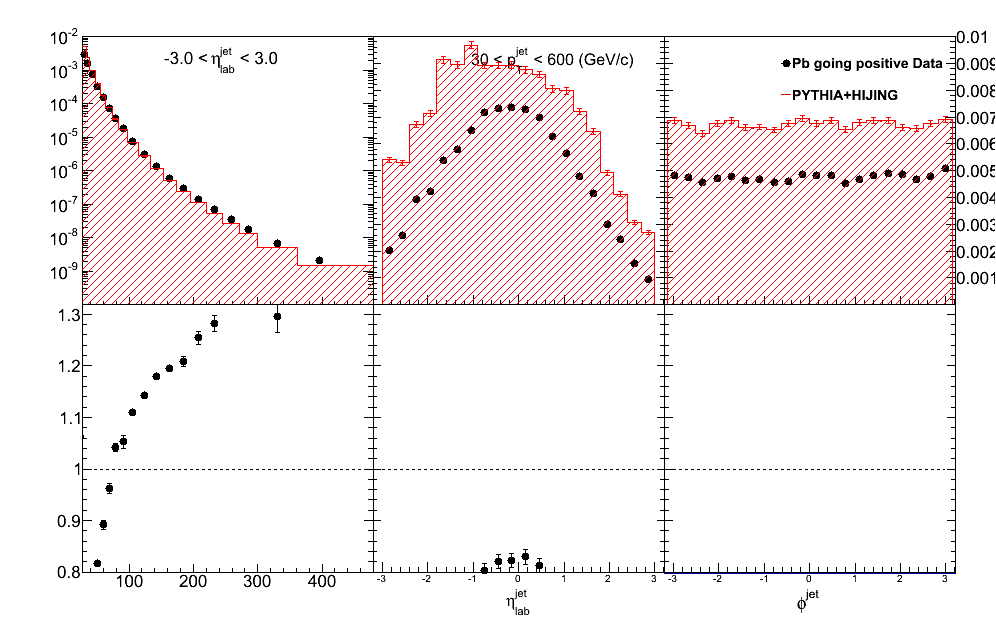 10^-2
10^-3
10^-4
10^-5
10^-6
10^-7
10^-8
10^-9
-3.0 < η^jet_lab < 3.0
30 < p^jet < 600 (GeV/c)
Pb going positive Data
PYTHIA+HIJING
0.01
0.009
0.008
0.007
0.006
0.005
0.004
0.003
0.002
0.001
1.3
1.2
1.1
1
0.9
0.8
100 200 300 400
-3 -2 -1 0 1 2 3
-3 -2 -1 0 1 2 3
η^jet_lab
ϕ^jet